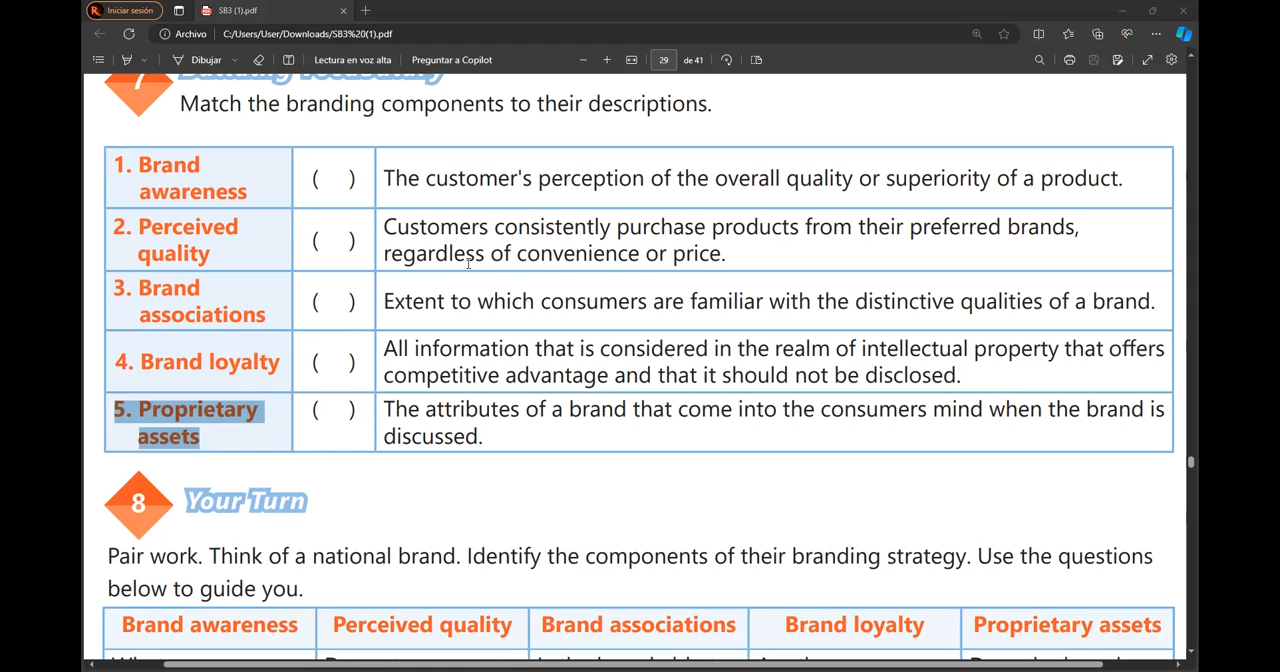 Iniciar sesión
SB3 (1).pdf
Archivo
C:/Users/User/Downloads/SB3%20(1).pdf
Dibujar
Lectura en voz alta
Preguntar a Copilot
29
de 41
7 Building Vocabulary
Match the branding components to their descriptions.
1. Brand
awareness
( )
The customer's perception of the overall quality or superiority of a product.
2. Perceived
quality
( )
Customers consistently purchase products from their preferred brands,
regardless of convenience or price.
3. Brand
associations
( )
Extent to which consumers are familiar with the distinctive qualities of a brand.
4. Brand loyalty
( )
All information that is considered in the realm of intellectual property that offers
competitive advantage and that it should not be disclosed.
5. Proprietary
assets
( )
The attributes of a brand that come into the consumers mind when the brand is
discussed.
8 Your Turn
Pair work. Think of a national brand. Identify the components of their branding strategy. Use the questions
below to guide you.
Brand awareness
Perceived quality
Brand associations
Brand loyalty
Proprietary assets